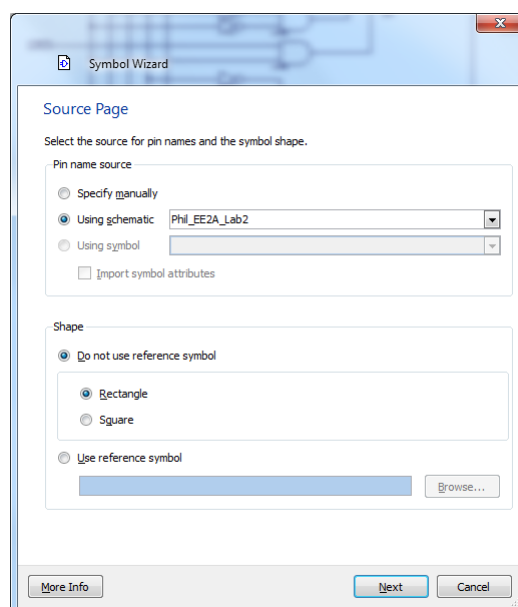 Symbol Wizard
Source Page
Select the source for pin names and the symbol shape.
Pin name source
Specify manually
Using schematic Phil_EE2A_Lab2
Using symbol
Import symbol attributes
Shape
Do not use reference symbol
Rectangle
Square
Use reference symbol
Browse...
More Info Next Cancel